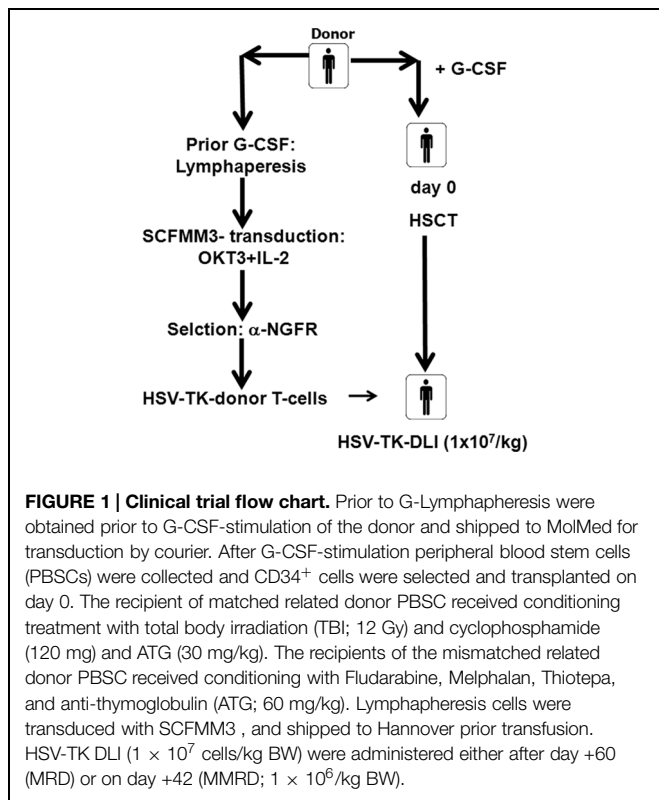 Donor
+ G-CSF
Prior G-CSF:
Lymphaperesis
day 0
HSCT
SCFMM3- transduction:
OKT3+IL-2
Selction: α-NGFR
HSV-TK-donor T-cells
HSV-TK-DLI (1x10⁷/kg)
FIGURE 1 | Clinical trial flow chart. Prior to G-Lymphapheresis were
obtained prior to G-CSF-stimulation of the donor and shipped to MolMed for
transduction by courier. After G-CSF-stimulation peripheral blood stem cells
(PBSCs) were collected and CD34⁺ cells were selected and transplanted on
day 0. The recipient of matched related donor PBSC received conditioning
treatment with total body irradiation (TBI; 12 Gy) and cyclophosphamide
(120 mg) and ATG (30 mg/kg). The recipients of the mismatched related
donor PBSC received conditioning with Fludarabine, Melphalan, Thiotepa,
and anti-thymoglobulin (ATG; 60 mg/kg). Lymphapheresis cells were
transduced with SCFMM3 , and shipped to Hannover prior transfusion.
HSV-TK DLI (1 × 10⁷ cells/kg BW) were administered either after day +60
(MRD) or on day +42 (MMRD; 1 × 10⁶/kg BW).